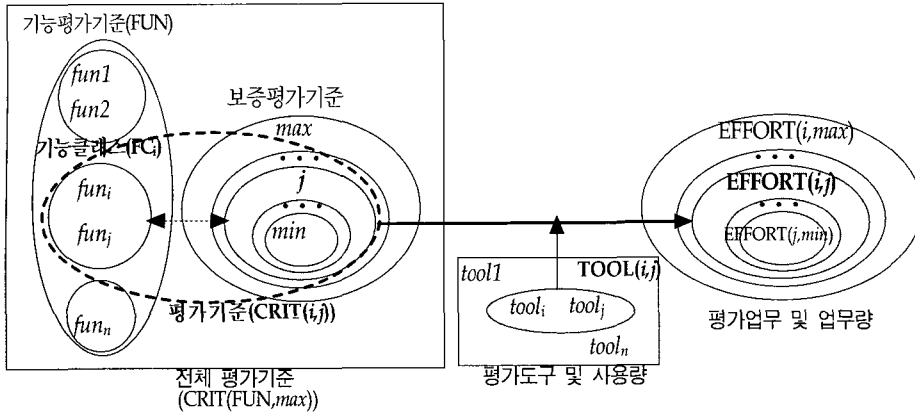 기능평가기준(FUN)
fun1
fun2
기능클래스(FCi)
funi
funj
funn
보증평가기준
max
• • •
j
• • •
min
평가기준(CRIT(i,j))
전체 평가기준
(CRIT(FUN,max))
tool1
TOOL(i,j)
tooli toolj
tooln
평가도구 및 사용량
EFFORT(i,max)
• • •
EFFORT(i,j)
• • •
EFFORT(j,min)
평가업무 및 업무량